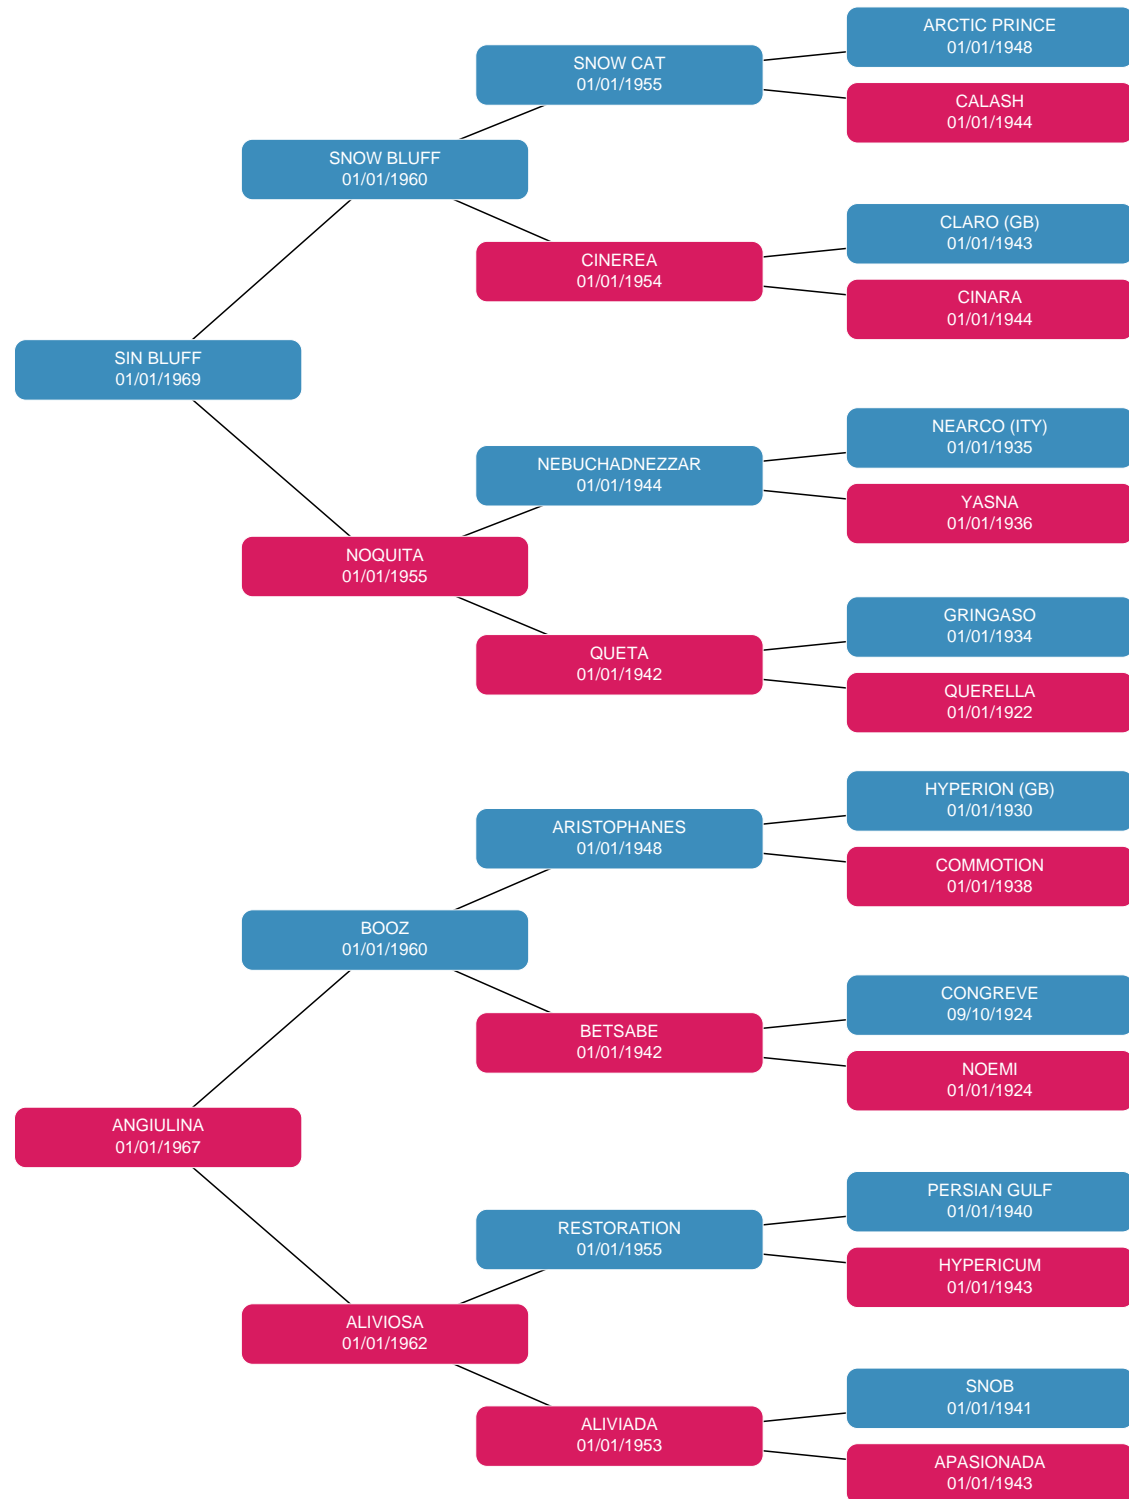 ARCTIC PRINCE
01/01/1948
SNOW CAT
01/01/1955
CALASH
01/01/1944
SNOW BLUFF
01/01/1960
CLARO (GB)
01/01/1943
CINEREA
01/01/1954
CINARA
01/01/1944
SIN BLUFF
01/01/1969
NEARCO (ITY)
01/01/1935
NEBUCHADNEZZAR
01/01/1944
YASNA
01/01/1936
NOQUITA
01/01/1955
GRINGASO
01/01/1934
QUETA
01/01/1942
QUERELLA
01/01/1922
HYPERION (GB)
01/01/1930
ARISTOPHANES
01/01/1948
COMMOTION
01/01/1938
BOOZ
01/01/1960
CONGREVE
09/10/1924
BETSABE
01/01/1942
NOEMI
01/01/1924
ANGIULINA
01/01/1967
PERSIAN GULF
01/01/1940
RESTORATION
01/01/1955
HYPERICUM
01/01/1943
ALIVIOSA
01/01/1962
SNOB
01/01/1941
ALIVIADA
01/01/1953
APASIONADA
01/01/1943